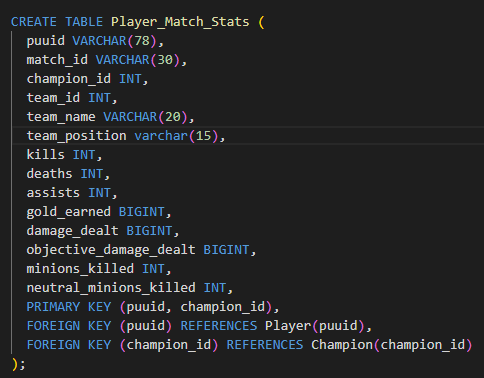 CREATE TABLE Player_Match_Stats (
puuid VARCHAR(78),
match_id VARCHAR(30),
champion_id INT,
team_id INT,
team_name VARCHAR(20),
team_position varchar(15),
kills INT,
deaths INT,
assists INT,
gold_earned BIGINT,
damage_dealt BIGINT,
objective_damage_dealt BIGINT,
minions_killed INT,
neutral_minions_killed INT,
PRIMARY KEY (puuid, champion_id),
FOREIGN KEY (puuid) REFERENCES Player(puuid),
FOREIGN KEY (champion_id) REFERENCES Champion(champion_id)
);